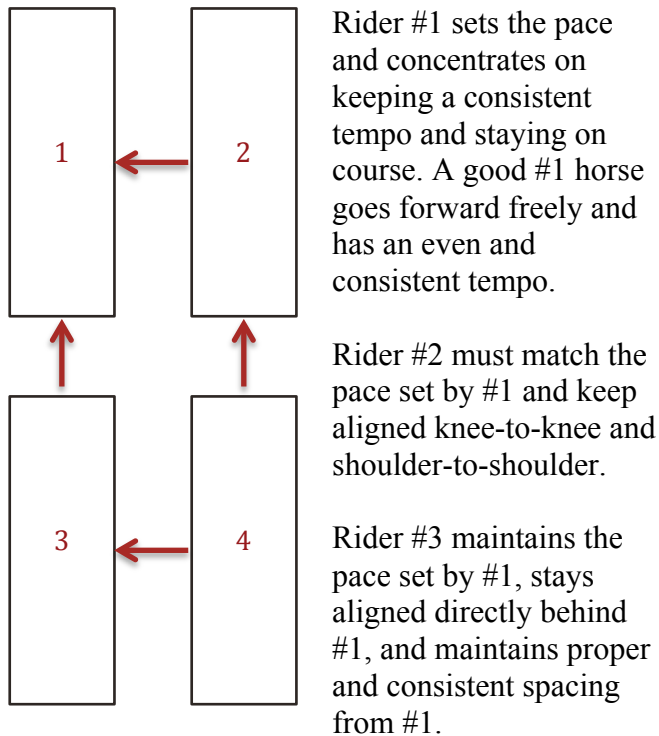 1
2
3
4
Rider #1 sets the pace
and concentrates on
keeping a consistent
tempo and staying on
course. A good #1 horse
goes forward freely and
has an even and
consistent tempo.
Rider #2 must match the
pace set by #1 and keep
aligned knee-to-knee and
shoulder-to-shoulder.
Rider #3 maintains the
pace set by #1, stays
aligned directly behind
#1, and maintains proper
and consistent spacing
from #1.